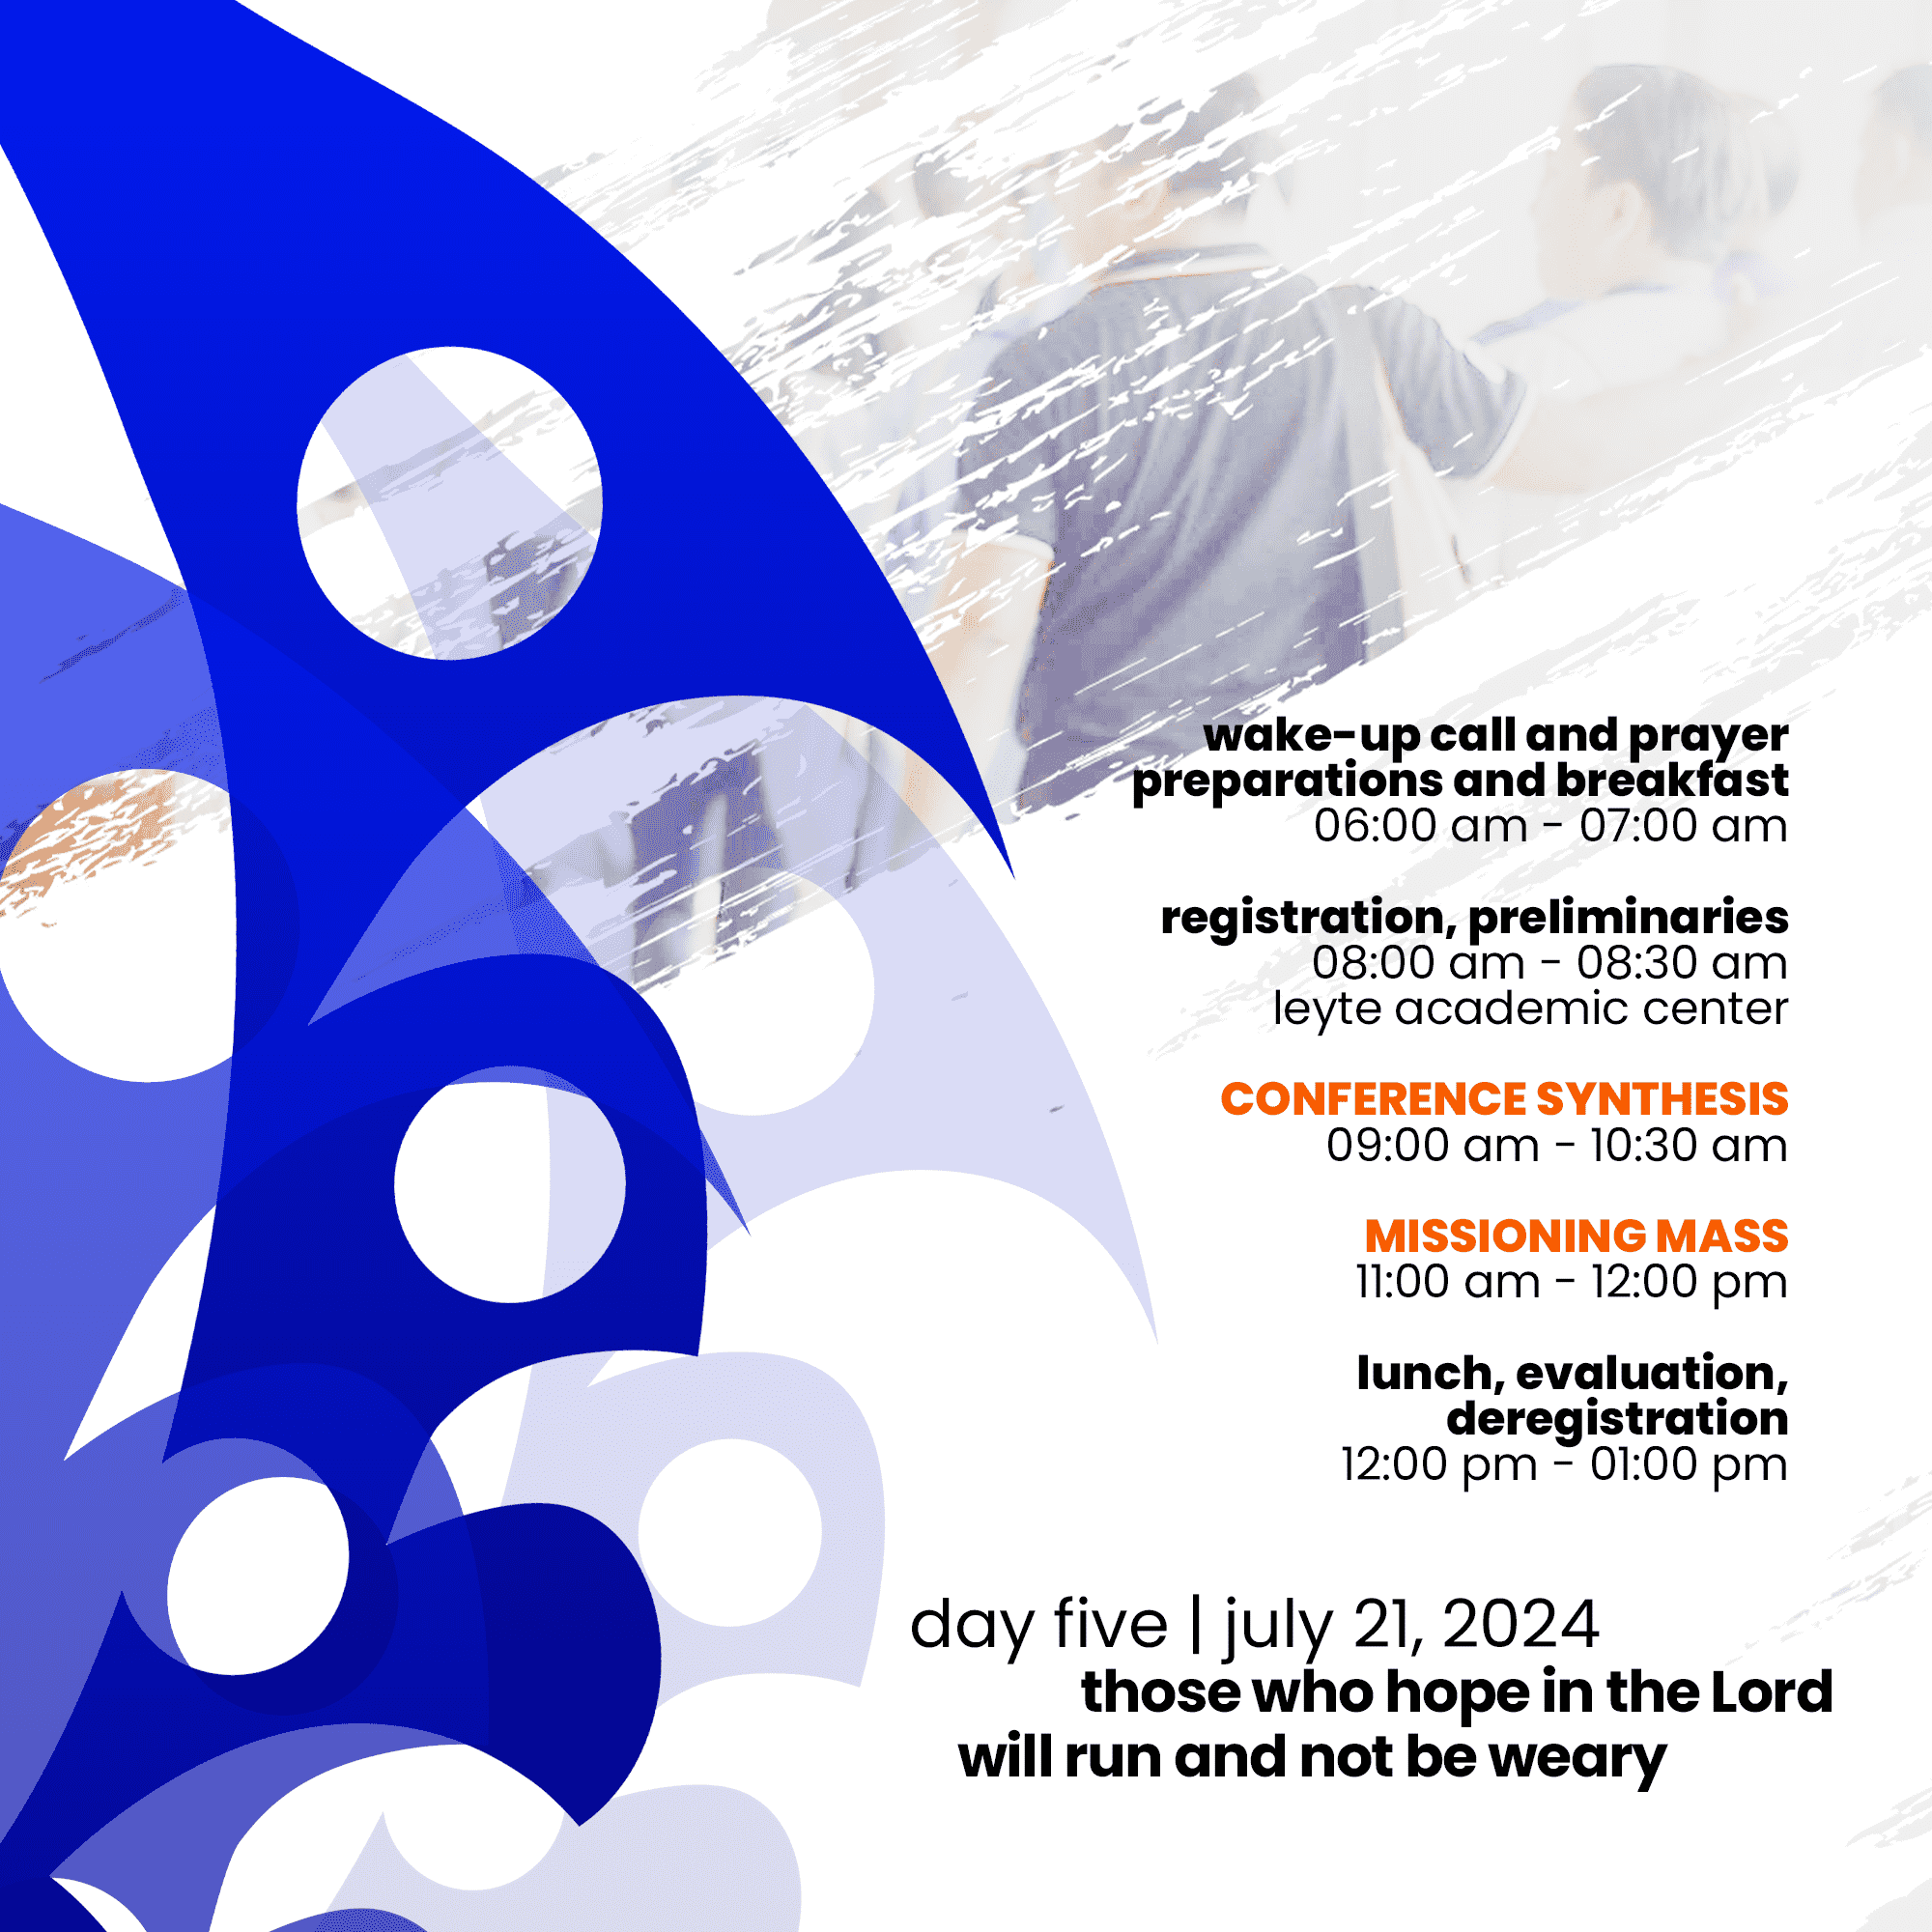 wake-up call and prayer
preparations and breakfast
06:00 am - 07:00 am
registration, preliminaries
08:00 am - 08:30 am
leyte academic center
CONFERENCE SYNTHESIS
09:00 am - 10:30 am
MISSIONING MASS
11:00 am - 12:00 pm
lunch, evaluation,
deregistration
12:00 pm - 01:00 pm
day five | july 21, 2024
those who hope in the Lord
will run and not be weary